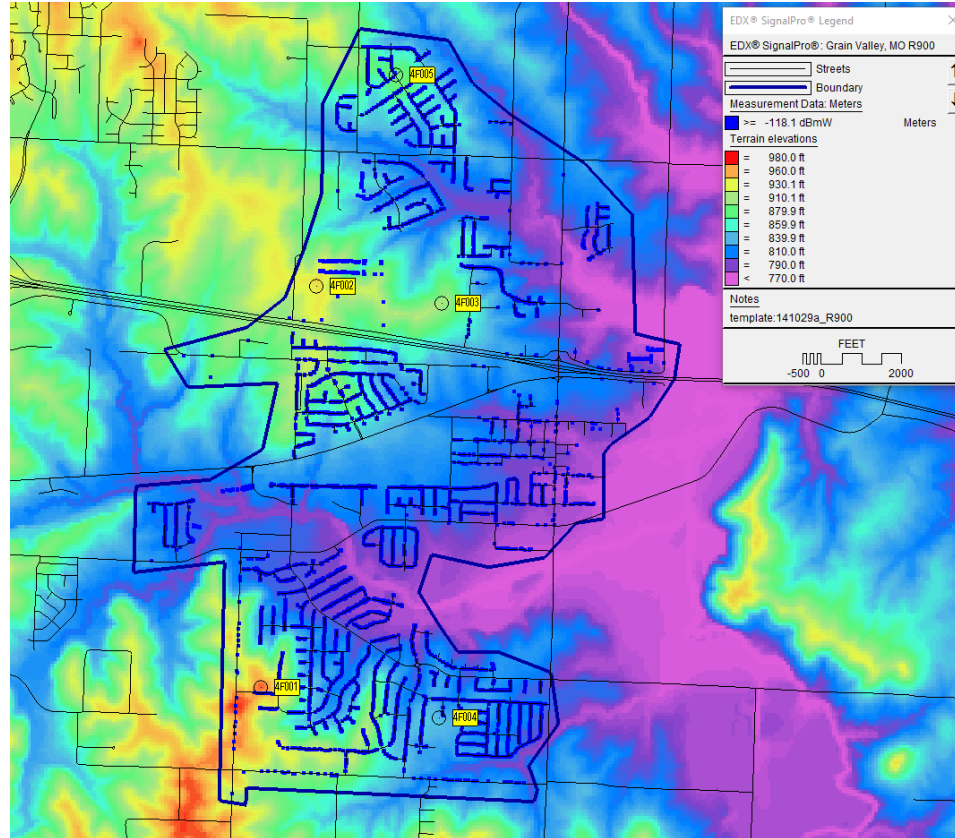 EDX® SignalPro® Legend
EDX® SignalPro®: Grain Valley, MO R900
Streets
Boundary
Measurement Data: Meters
>= -118.1 dBmW Meters
Terrain elevations
= 980.0 ft
= 960.0 ft
= 930.1 ft
= 910.1 ft
= 879.9 ft
= 859.9 ft
= 839.9 ft
= 810.0 ft
= 790.0 ft
< 770.0 ft
Notes
template:141029a_R900
FEET
-500 0 2000
4F005
4F002
4F003
4F001
4F004